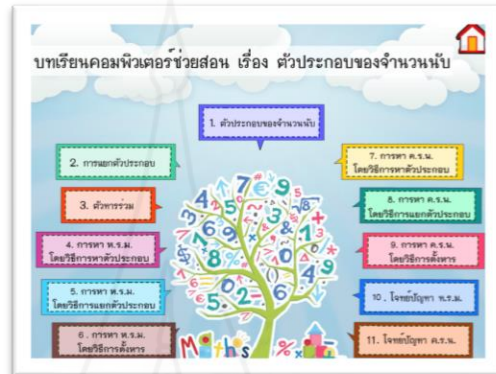 บทเรียนคอมพิวเตอร์ช่วยสอน เรื่อง ตัวประกอบของจำนวนนับ
1. ตัวประกอบของจำนวนนับ
2. การแยกตัวประกอบ
3. ตัวหารร่วม
4. การหา ห.ร.ม.
โดยวิธีการหาตัวประกอบ
5. การหา ห.ร.ม.
โดยวิธีการแยกตัวประกอบ
6. การหา ห.ร.ม.
โดยวิธีการตั้งหาร
7. การหา ค.ร.น.
โดยวิธีการหาตัวประกอบ
8. การหา ค.ร.น.
โดยวิธีการแยกตัวประกอบ
9. การหา ค.ร.น.
โดยวิธีการตั้งหาร
10. โจทย์ปัญหา ห.ร.ม.
11. โจทย์ปัญหา ค.ร.น.
Maths